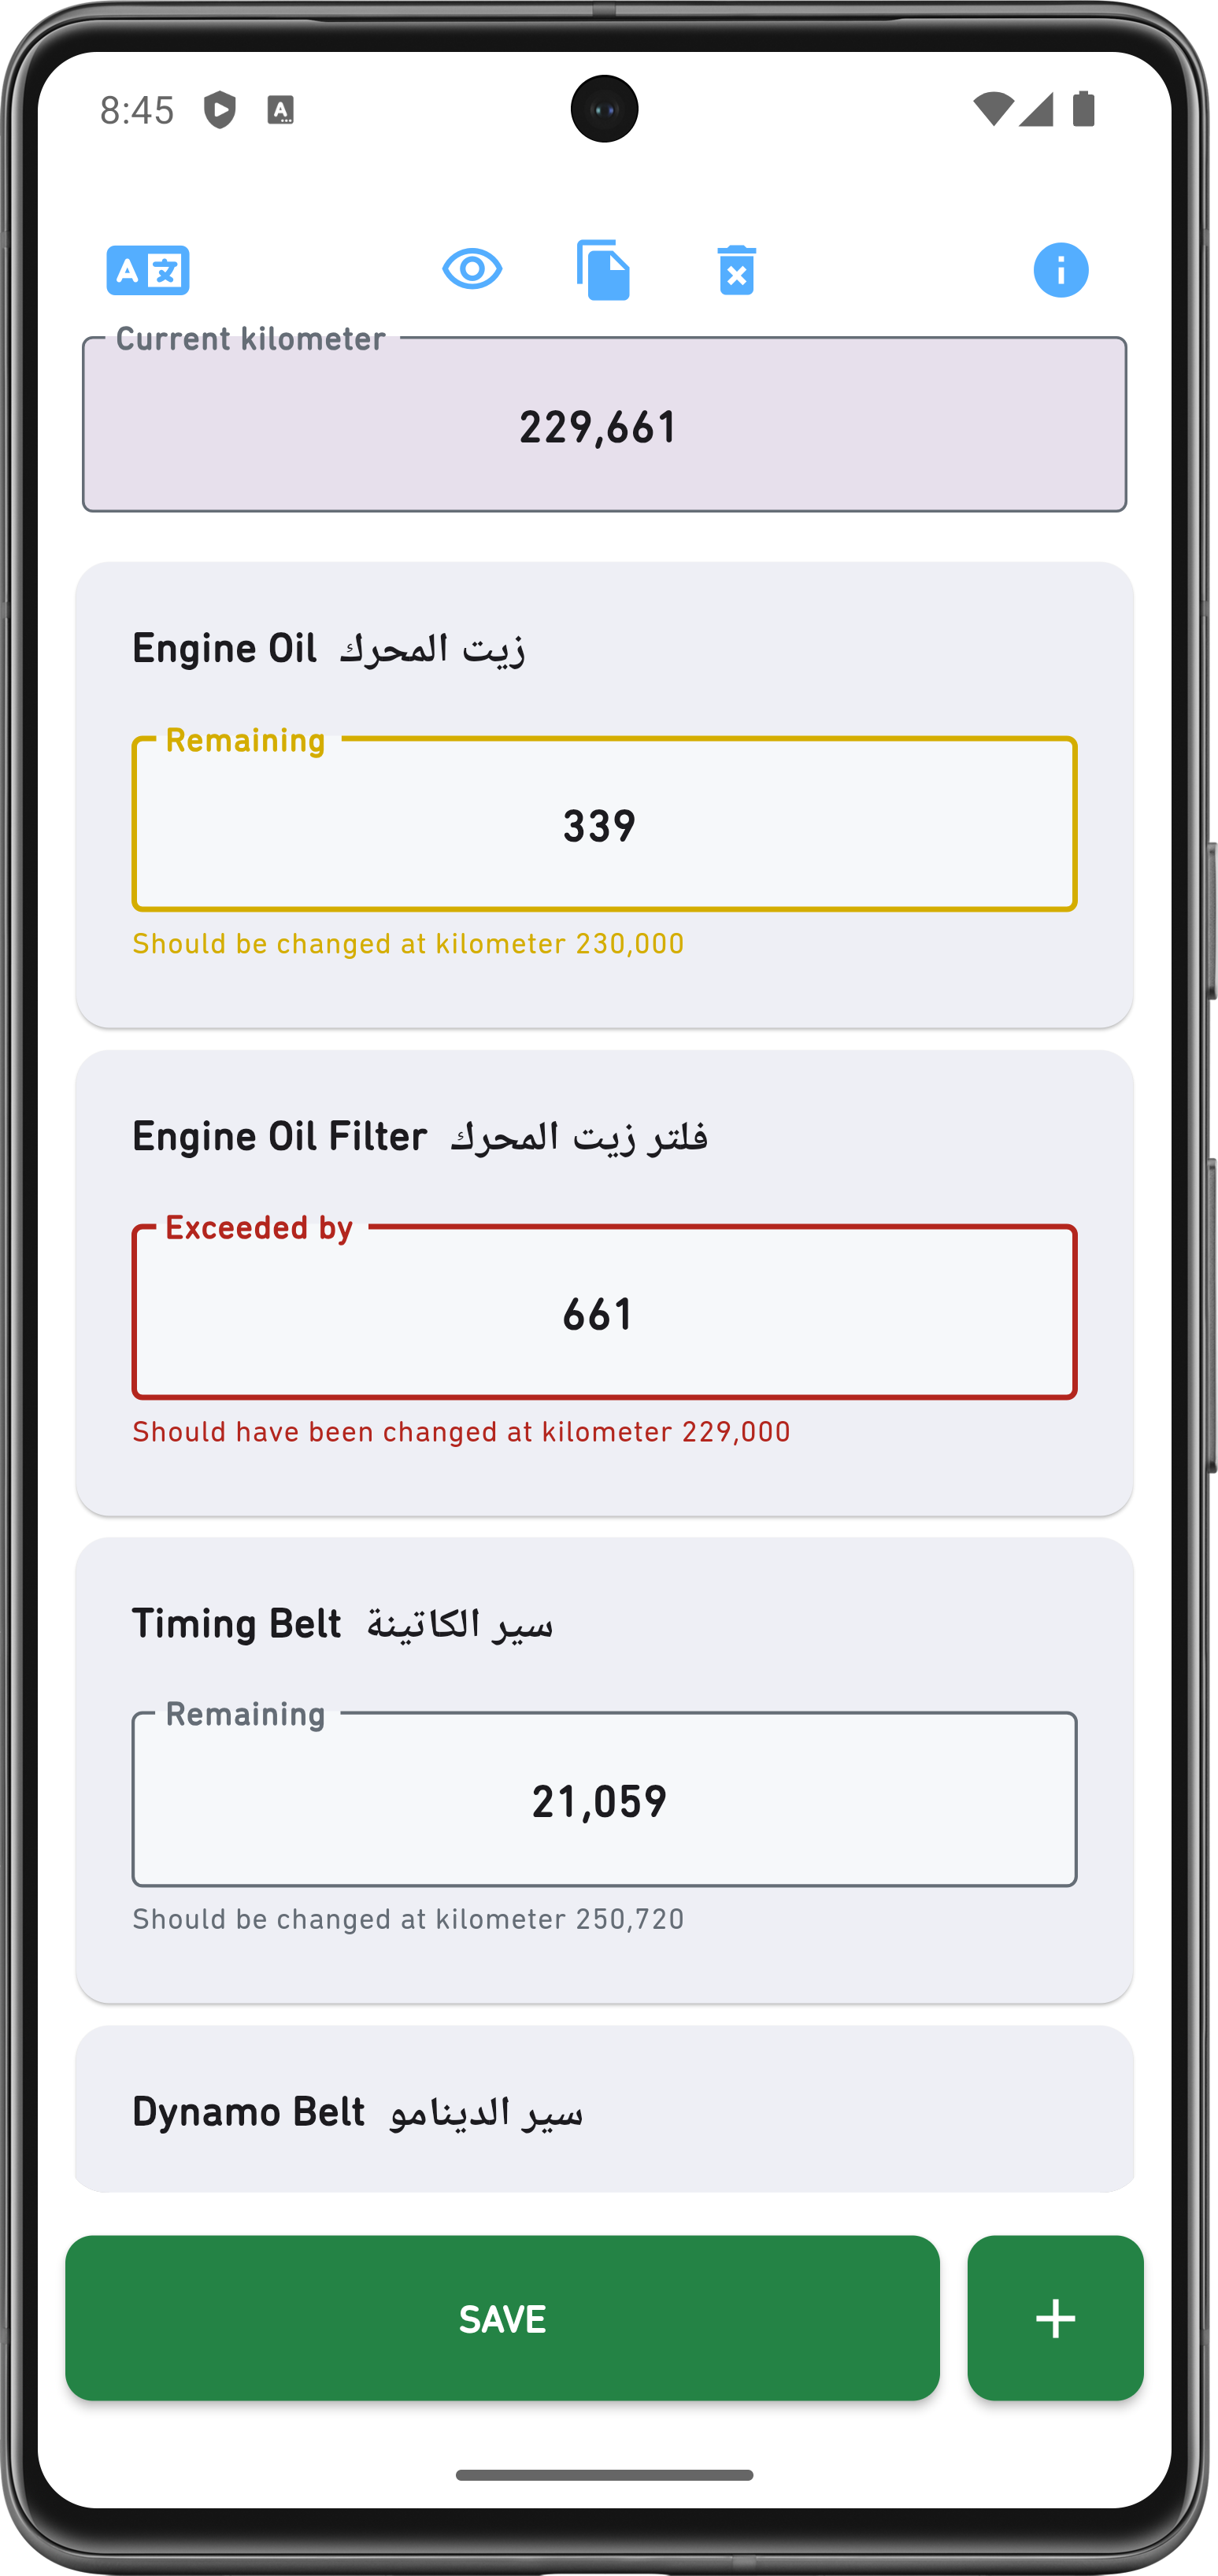 8:45
Current kilometer
229,661
Engine Oil زيت المحرك
Remaining
339
Should be changed at kilometer 230,000
Engine Oil Filter فلتر زيت المحرك
Exceeded by
661
Should have been changed at kilometer 229,000
Timing Belt سير الكاتينة
Remaining
21,059
Should be changed at kilometer 250,720
Dynamo Belt سير الدينامو
SAVE
+